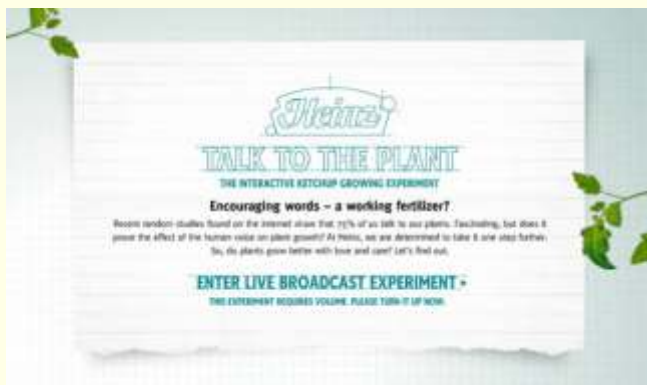 Heinz
TALK TO THE PLANT
THE INTERACTIVE KETCHUP GROWING EXPERIMENT
Encouraging words – a working fertilizer?
Recent random studies found on the internet show that 75% of us talk to our plants. Fascinating, but does it
prove the effect of the human voice on plant growth? At Heinz, we are determined to take it one step further.
So, do plants grow better with love and care? Let's find out.
ENTER LIVE BROADCAST EXPERIMENT
THIS EXPERIMENT REQUIRES VOLUME. PLEASE TURN IT UP NOW.